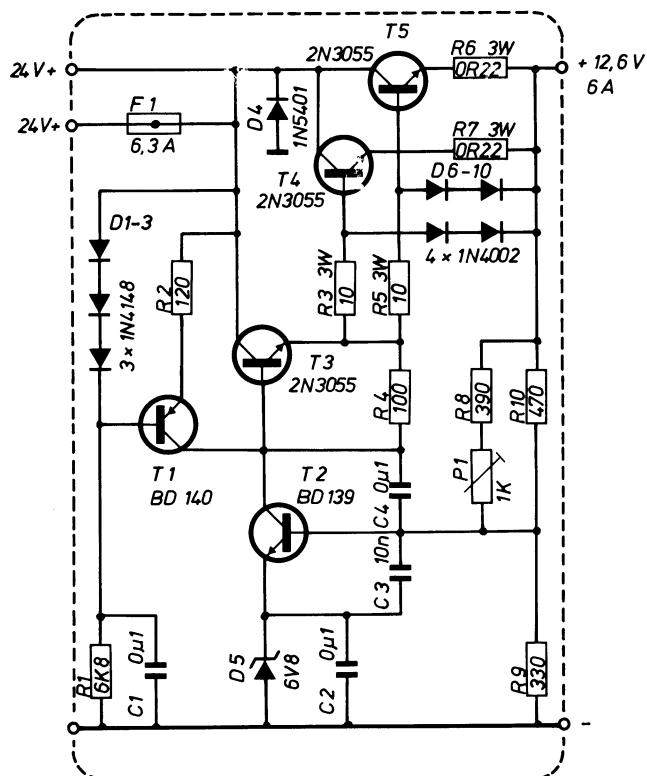 T5
2N3055
R6 3W
0R22
24V+
+ 12,6 V
6A
F1
24V+
6,3 A
D4
1N5401
R7 3W
0R22
T4
2N3055
D6-10
4 x 1N4002
D1-3
3 x 1N4148
R2
120
R3 3W
10
R5 3W
10
T3
2N3055
R4
100
R8
390
R10
470
T1
BD 140
T2
BD 139
0µ1
C4
P1
1K
10n
C3
R1
6K8
0µ1
C1
D5
6V8
0µ1
C2
R9
330
-